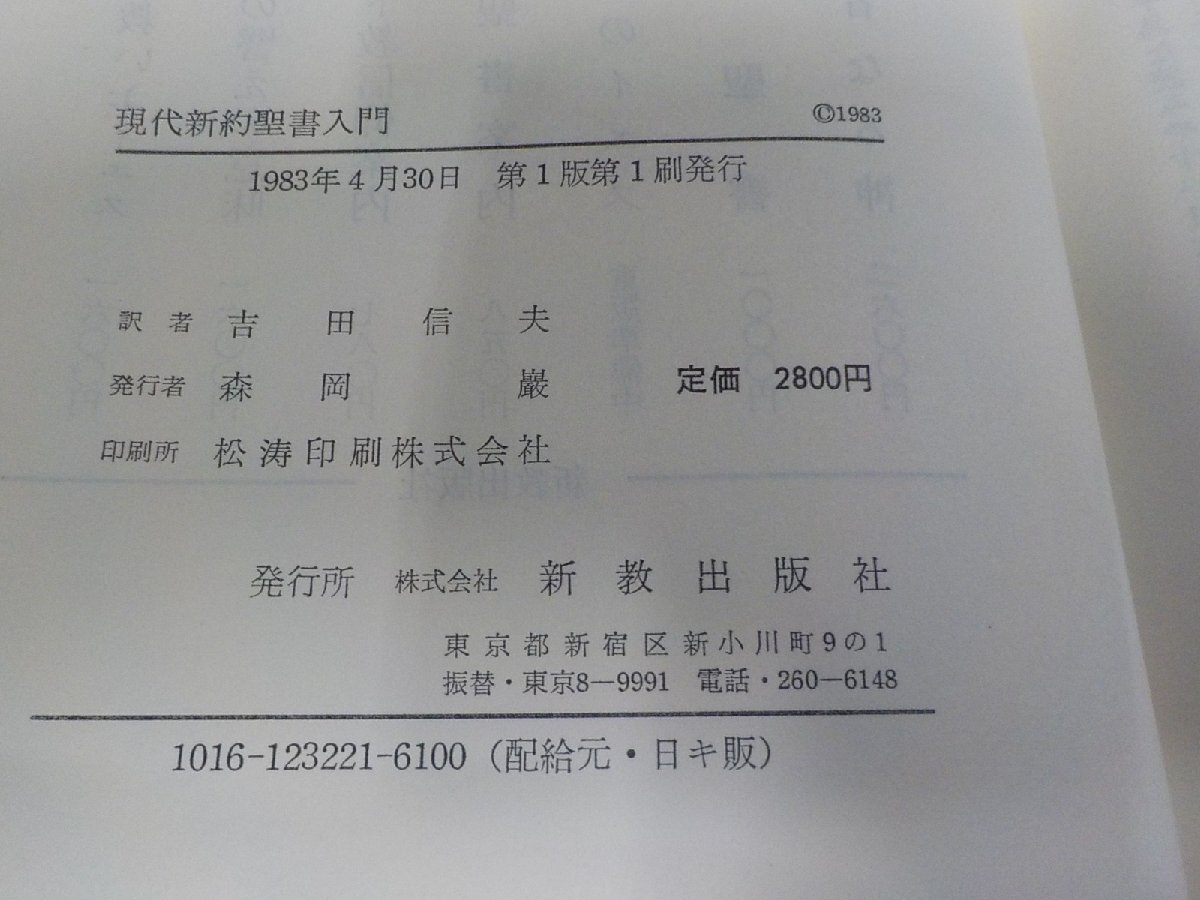 現代新約聖書入門 ©1983
1983年4月30日 第1版第1刷発行
訳者 吉田信夫
発行者 森岡巖 定価 2800円
印刷所 松涛印刷株式会社
発行所 株式会社 新教出版社
東京都新宿区新小川町9の1
振替・東京8-9991 電話・260-6148
1016-123221-6100（配給元・日キ販）